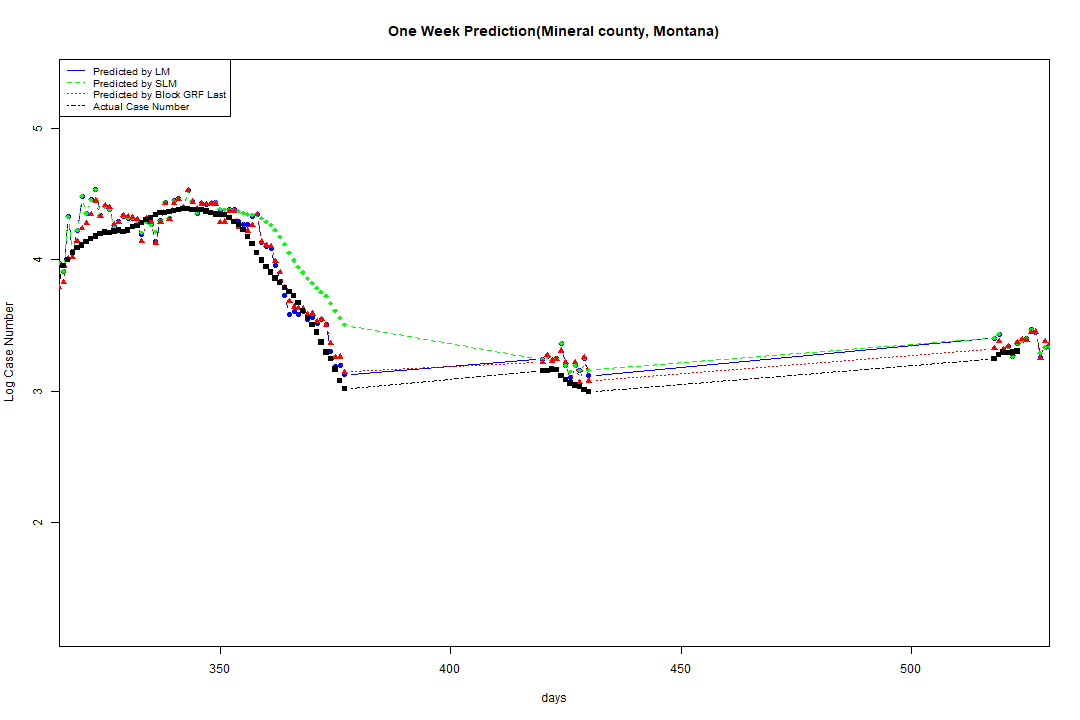 One Week Prediction(Mineral county, Montana)
Predicted by LM
Predicted by SLM
Predicted by Block GRF Last
Actual Case Number
5
4
3
2
Log Case Number
350 400 450 500
days